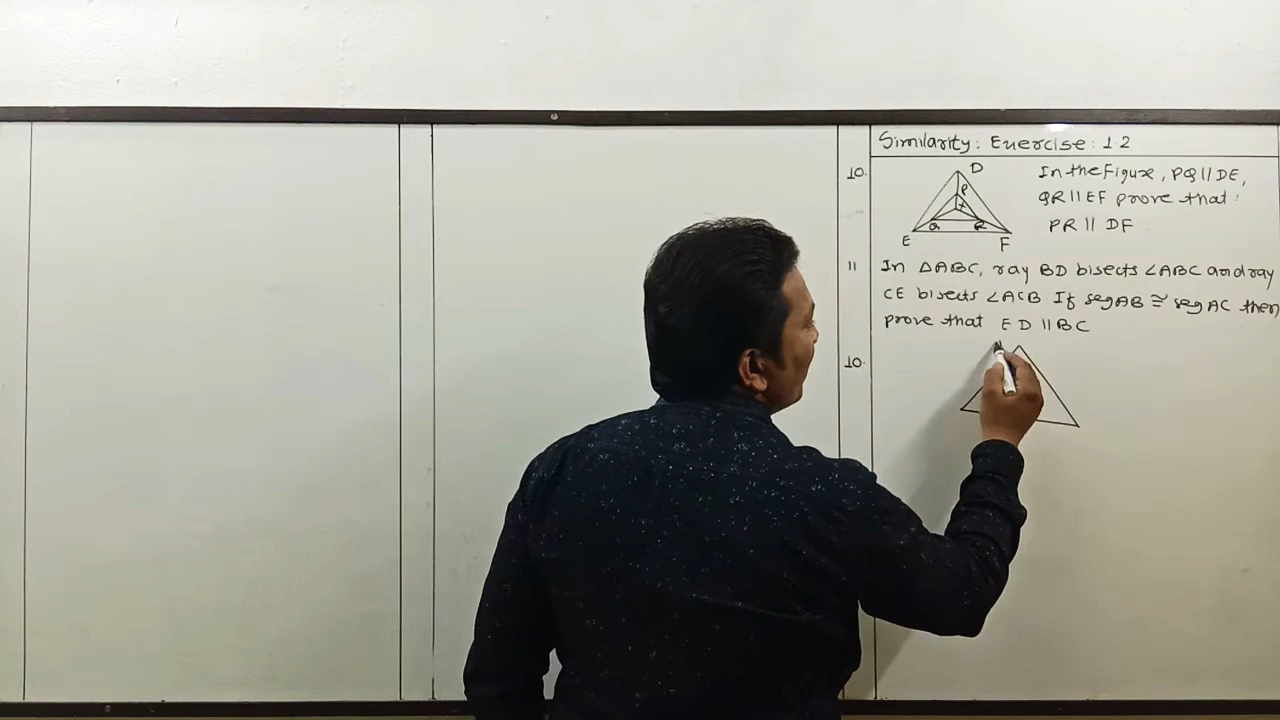 Similarity: Exercise: 1.2
10.
D
P
X
Q
R
E
F
In the Figure, PQ || DE,
QR || EF prove that
PR || DF
11
In △ABC, ray BD bisects ∠ABC and ray
CE bisects ∠ACB. If seg AB ≅ seg AC then
prove that ED || BC
10.